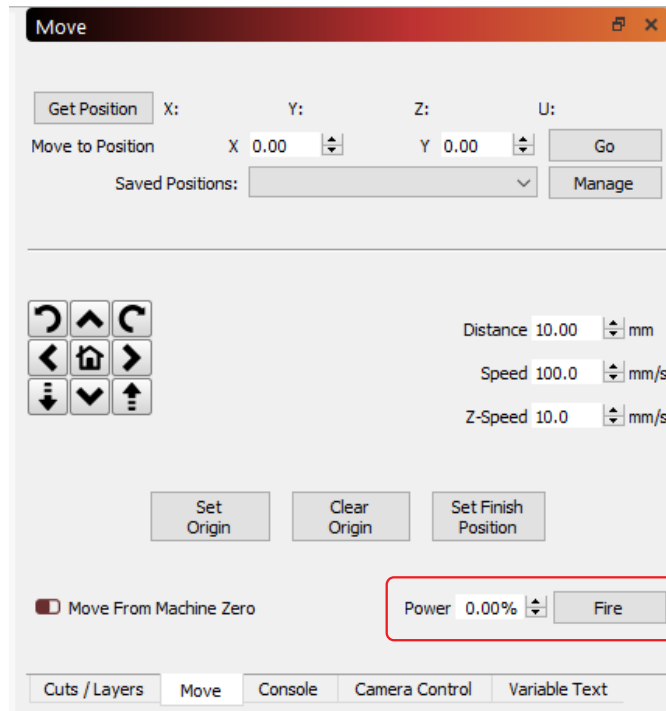 Move
Get Position X: Y: Z: U:
Move to Position X 0.00 Y 0.00 Go
Saved Positions: Manage
Distance 10.00 mm
Speed 100.0 mm/s
Z-Speed 10.0 mm/s
Set Clear Set Finish
Origin Origin Position
Move From Machine Zero Power 0.00% Fire
Cuts / Layers Move Console Camera Control Variable Text